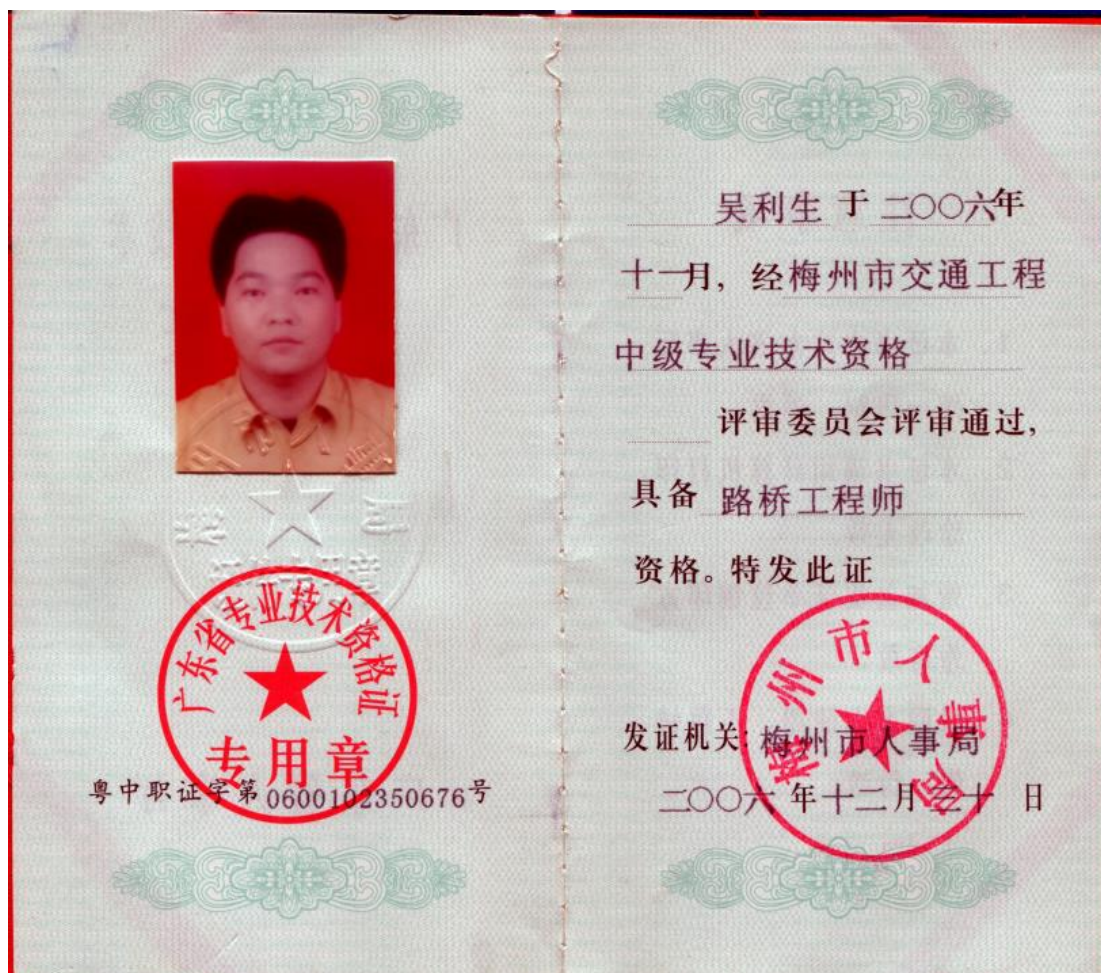 广东省专业技术资格证
专用章
粤中职证字第0600102350676号
吴利生于二〇〇六年
十一月，经梅州市交通工程
中级专业技术资格
评审委员会评审通过，
具备路桥工程师
资格。特发此证
梅州市人事局
发证机关：梅州市人事局
二〇〇六年十二月二十日